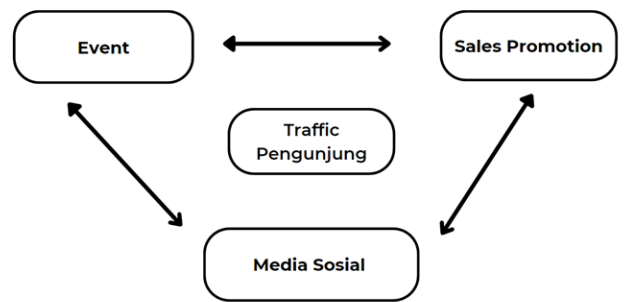 Event
Sales Promotion
Traffic
Pengunjung
Media Sosial